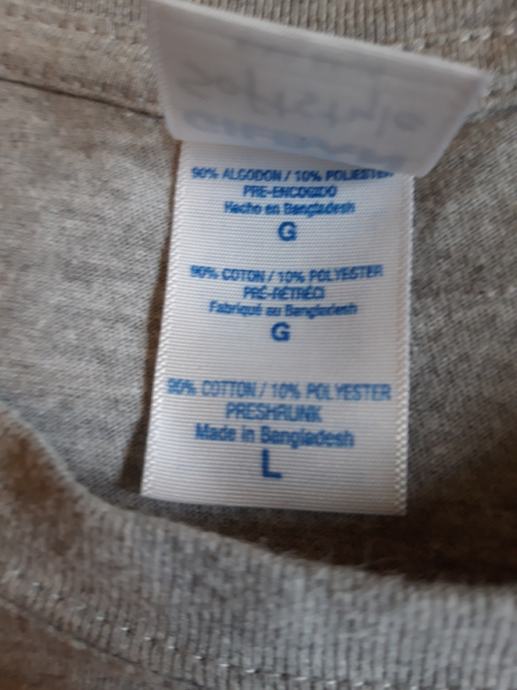 90% ALGODON / 10% POLIESTER
PRE-ENCOGIDO
Hecho en Bangladesh
G
90% COTON / 10% POLYESTER
PRÉ-RÉTRÉCI
Fabriqué au Bangladesh
G
90% COTTON / 10% POLYESTER
PRESHRUNK
Made in Bangladesh
L